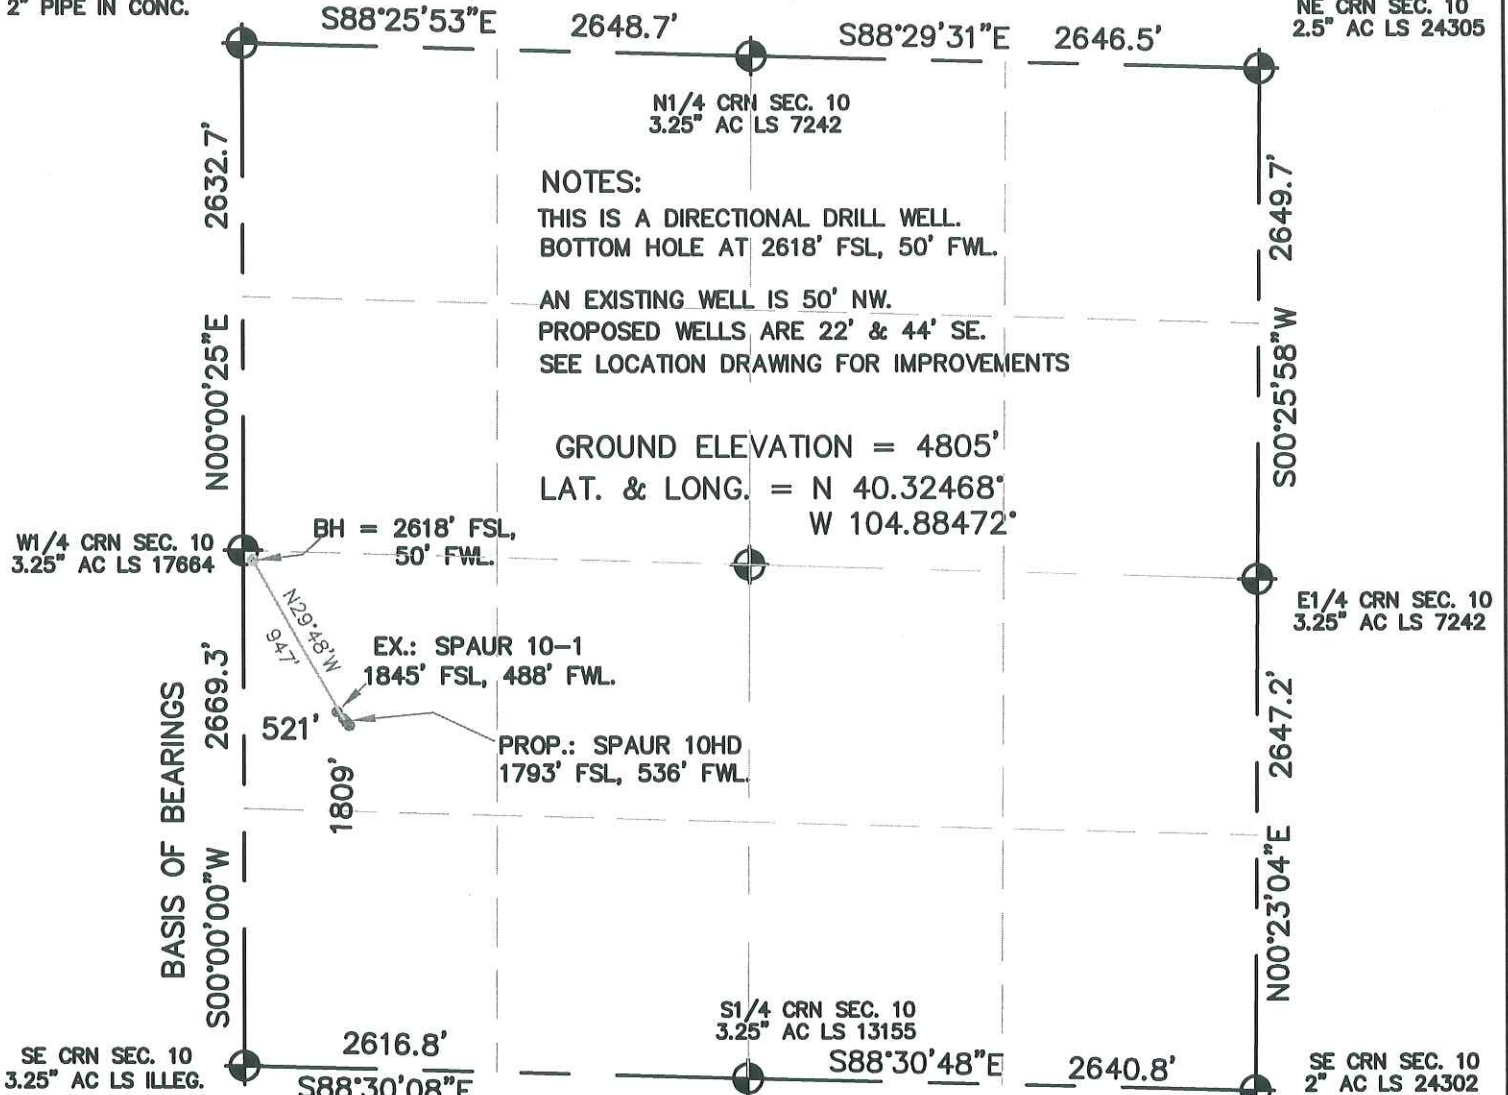 2" PIPE IN CONC.
S88°25'53"E
2648.7'
S88°29'31"E
2646.5'
NE CRN SEC. 10
2.5" AC LS 24305
N1/4 CRN SEC. 10
3.25" AC LS 7242
2632.7'
N00°00'25"E
NOTES:
THIS IS A DIRECTIONAL DRILL WELL.
BOTTOM HOLE AT 2618' FSL, 50' FWL.
AN EXISTING WELL IS 50' NW.
PROPOSED WELLS ARE 22' & 44' SE.
SEE LOCATION DRAWING FOR IMPROVEMENTS
2649.7'
S00°25'58"W
GROUND ELEVATION = 4805'
LAT. & LONG. = N 40.32468°
W 104.88472°
W1/4 CRN SEC. 10
3.25" AC LS 17664
BH = 2618' FSL,
50' FWL.
E1/4 CRN SEC. 10
3.25" AC LS 7242
N29°48'W
947'
EX.: SPAUR 10-1
1845' FSL, 488' FWL.
521'
1809'
PROP.: SPAUR 10HD
1793' FSL, 536' FWL.
BASIS OF BEARINGS
2669.3'
S00°00'00"W
2647.2'
N00°23'04"E
SE CRN SEC. 10
3.25" AC LS ILLEG.
2616.8'
S88°30'08"E
S1/4 CRN SEC. 10
3.25" AC LS 13155
S88°30'48"E
2640.8'
SE CRN SEC. 10
2" AC LS 24302